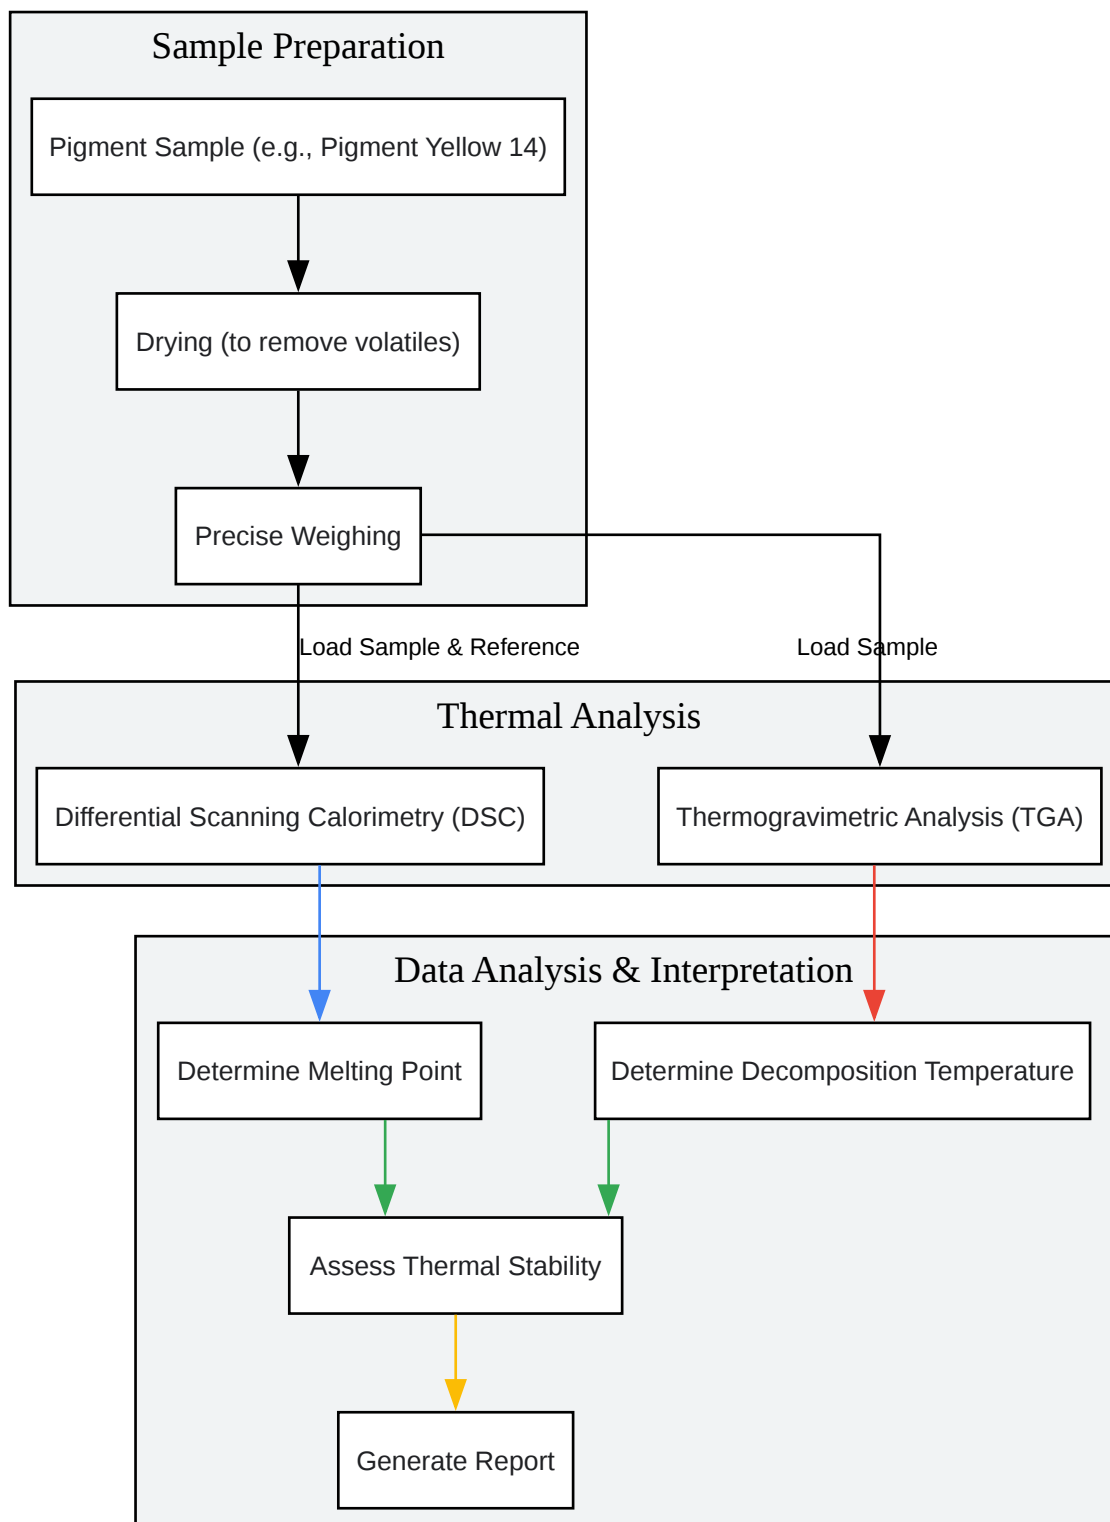 Sample Preparation
Pigment Sample (e.g., Pigment Yellow 14)
Drying (to remove volatiles)
Precise Weighing
Load Sample & Reference
Load Sample
Thermal Analysis
Differential Scanning Calorimetry (DSC)
Thermogravimetric Analysis (TGA)
Data Analysis & Interpretation
Determine Melting Point
Determine Decomposition Temperature
Assess Thermal Stability
Generate Report